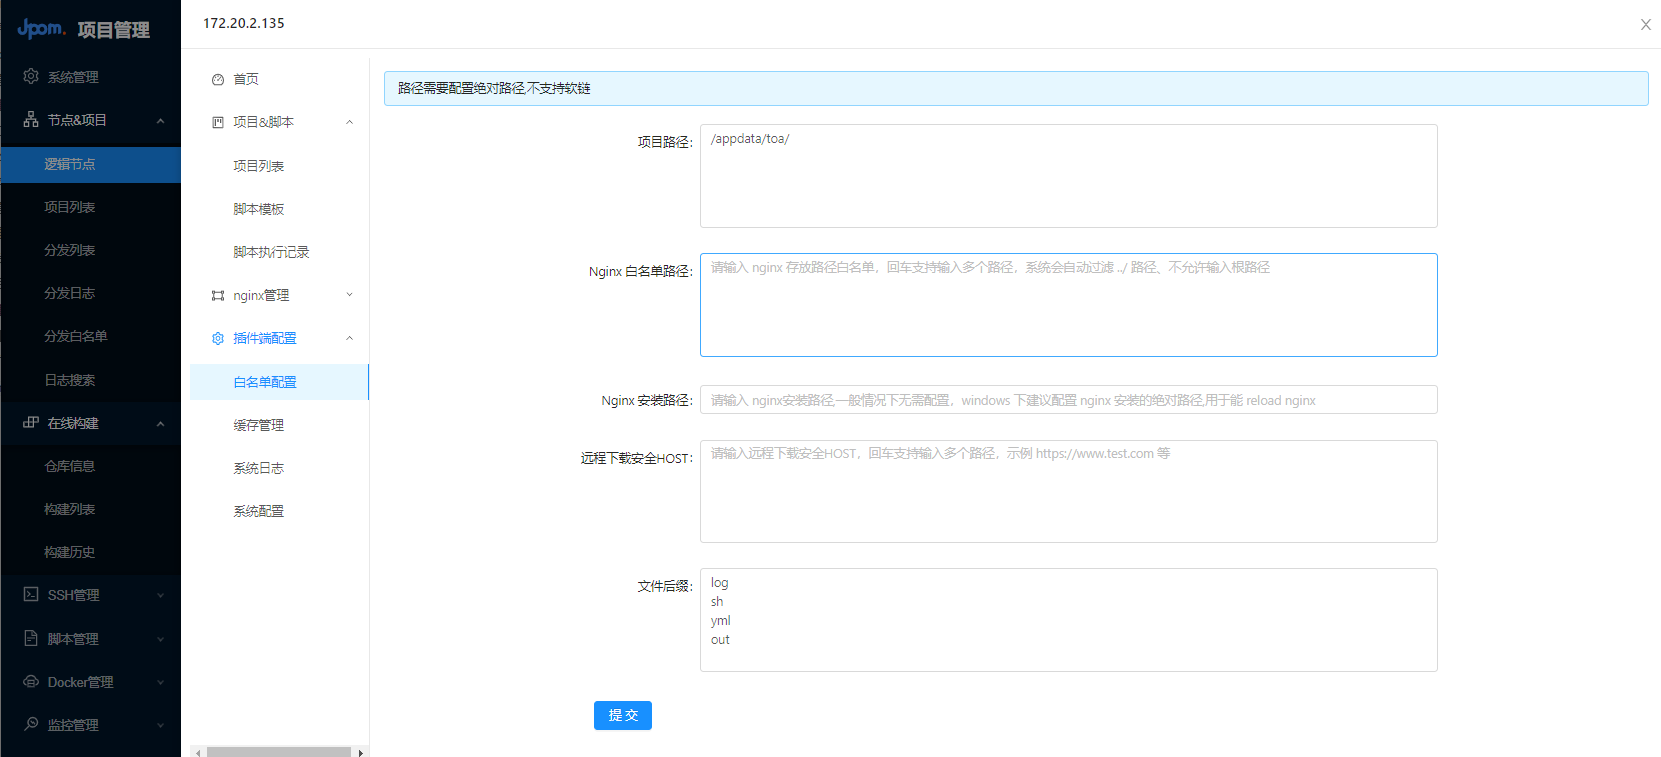 Jpom. 项目管理
系统管理
节点&项目
逻辑节点
项目列表
分发列表
分发日志
分发白名单
日志搜索
在线构建
仓库信息
构建列表
构建历史
SSH管理
脚本管理
Docker管理
监控管理
172.20.2.135
首页
项目&脚本
项目列表
脚本模板
脚本执行记录
nginx管理
插件端配置
白名单配置
缓存管理
系统日志
系统配置
路径需要配置绝对路径,不支持软链
项目路径:
/appdata/toa/
Nginx 白名单路径:
请输入 nginx 存放路径白名单，回车支持输入多个路径，系统会自动过滤 ../ 路径、不允许输入根路径
Nginx 安装路径:
请输入 nginx安装路径,一般情况下无需配置，windows 下建议配置 nginx 安装的绝对路径,用于能 reload nginx
远程下载安全HOST:
请输入远程下载安全HOST，回车支持输入多个路径，示例 https://www.test.com 等
文件后缀:
log
sh
yml
out
提 交